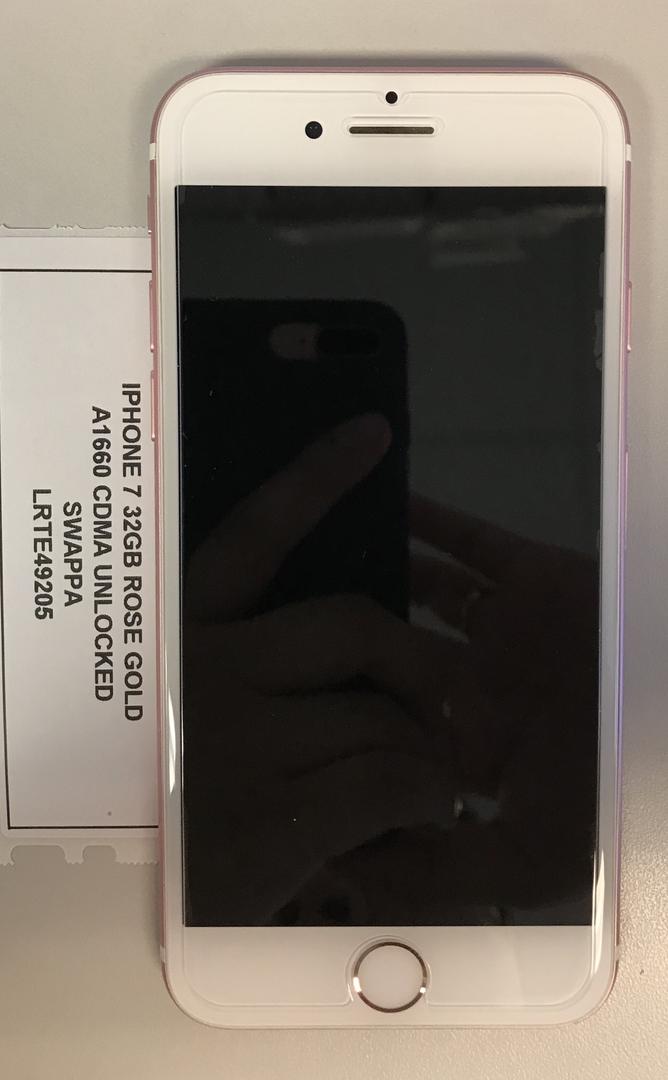 IPHONE 7 32GB ROSE GOLD
A1660 CDMA UNLOCKED
SWAPPA
LRTE49205